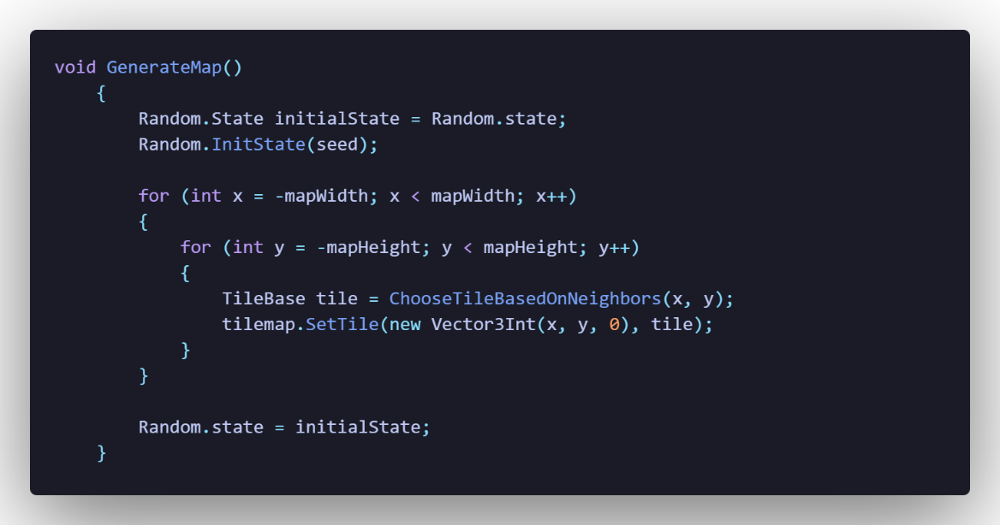 void GenerateMap()
    {
        Random.State initialState = Random.state;
        Random.InitState(seed);

        for (int x = -mapWidth; x < mapWidth; x++)
        {
            for (int y = -mapHeight; y < mapHeight; y++)
            {
                TileBase tile = ChooseTileBasedOnNeighbors(x, y);
                tilemap.SetTile(new Vector3Int(x, y, 0), tile);
            }
        }

        Random.state = initialState;
    }